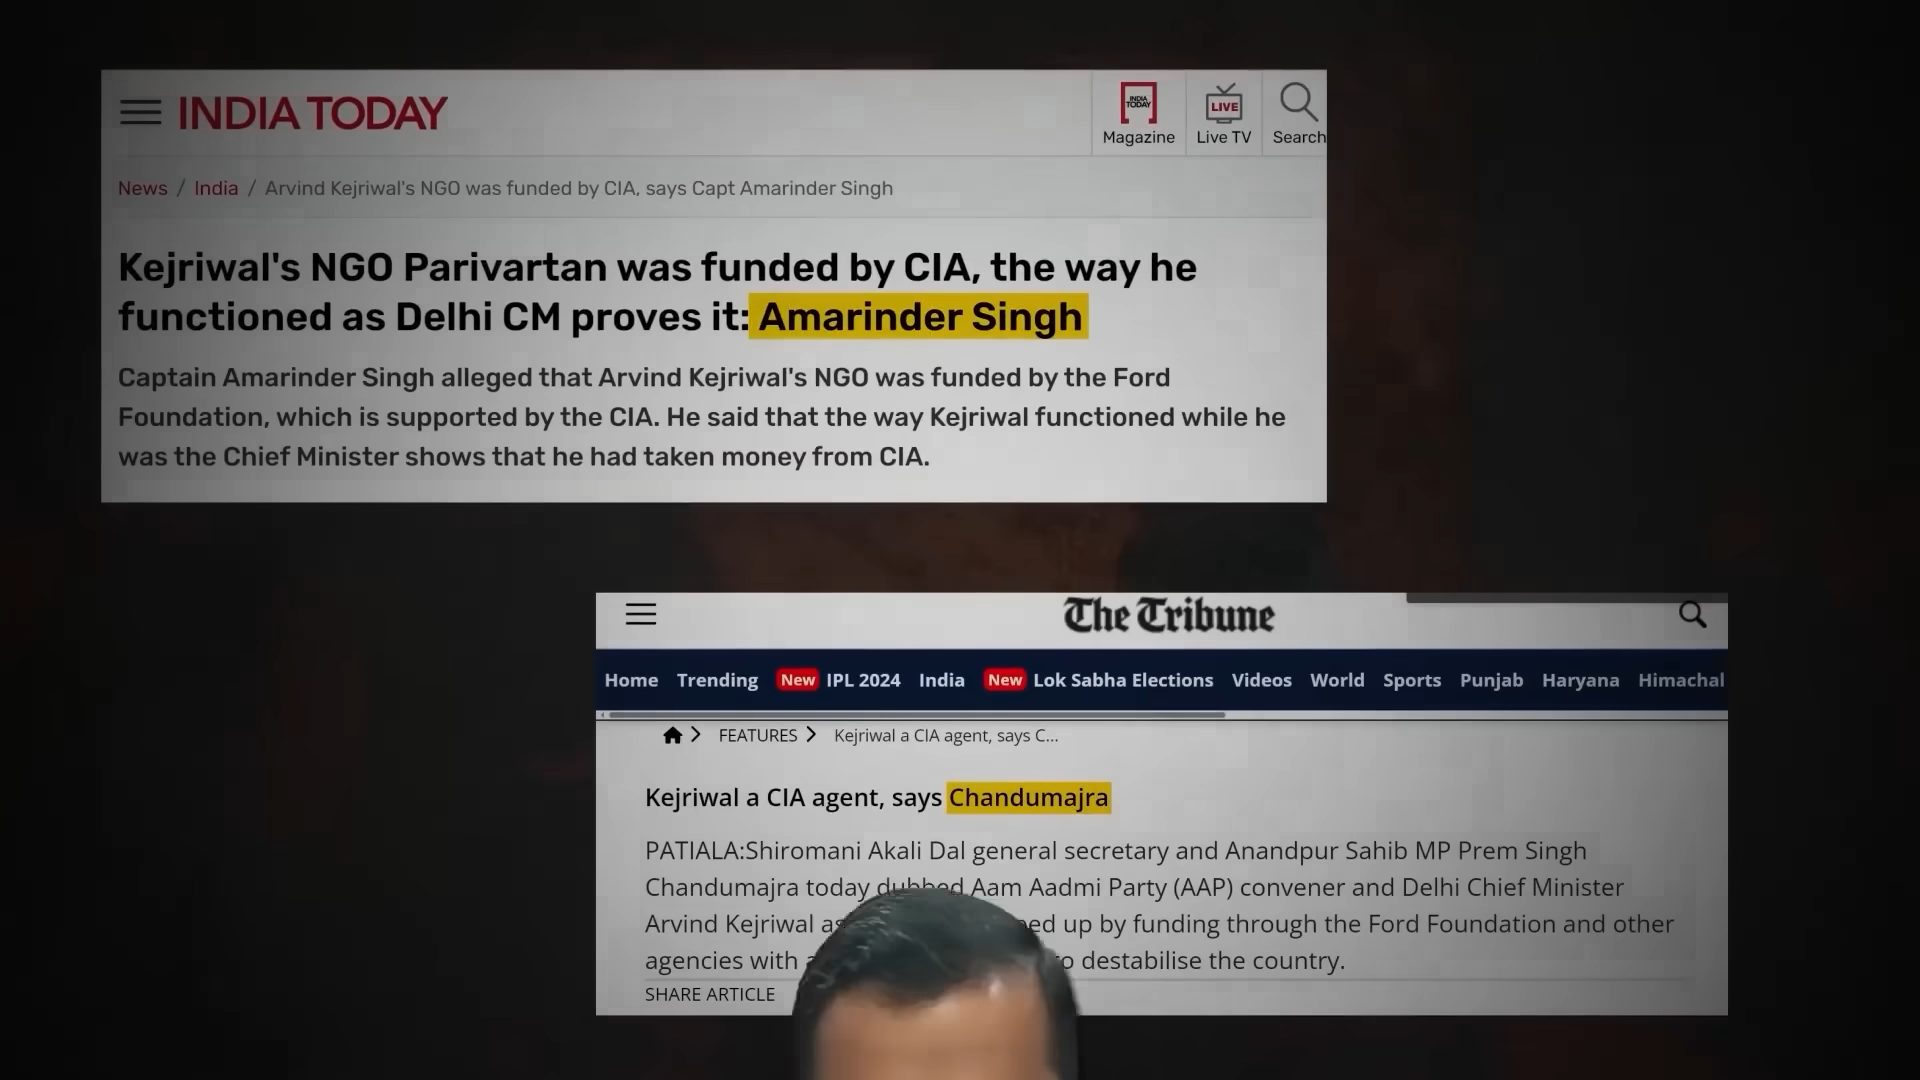 INDIA TODAY
INDIA
TODAY
Magazine
LIVE
Live TV
Search
News / India / Arvind Kejriwal's NGO was funded by CIA, says Capt Amarinder Singh
Kejriwal's NGO Parivartan was funded by CIA, the way he
functioned as Delhi CM proves it: Amarinder Singh
Captain Amarinder Singh alleged that Arvind Kejriwal's NGO was funded by the Ford
Foundation, which is supported by the CIA. He said that the way Kejriwal functioned while he
was the Chief Minister shows that he had taken money from CIA.
The Tribune
Home Trending New IPL 2024 India New Lok Sabha Elections Videos World Sports Punjab Haryana Himachal
FEATURES Kejriwal a CIA agent, says C...
Kejriwal a CIA agent, says Chandumajra
PATIALA:Shiromani Akali Dal general secretary and Anandpur Sahib MP Prem Singh
Chandumajra today dubbed Aam Aadmi Party (AAP) convener and Delhi Chief Minister
Arvind Kejriwal up by funding through the Ford Foundation and other
agencies with destabilise the country.
SHARE ARTICLE